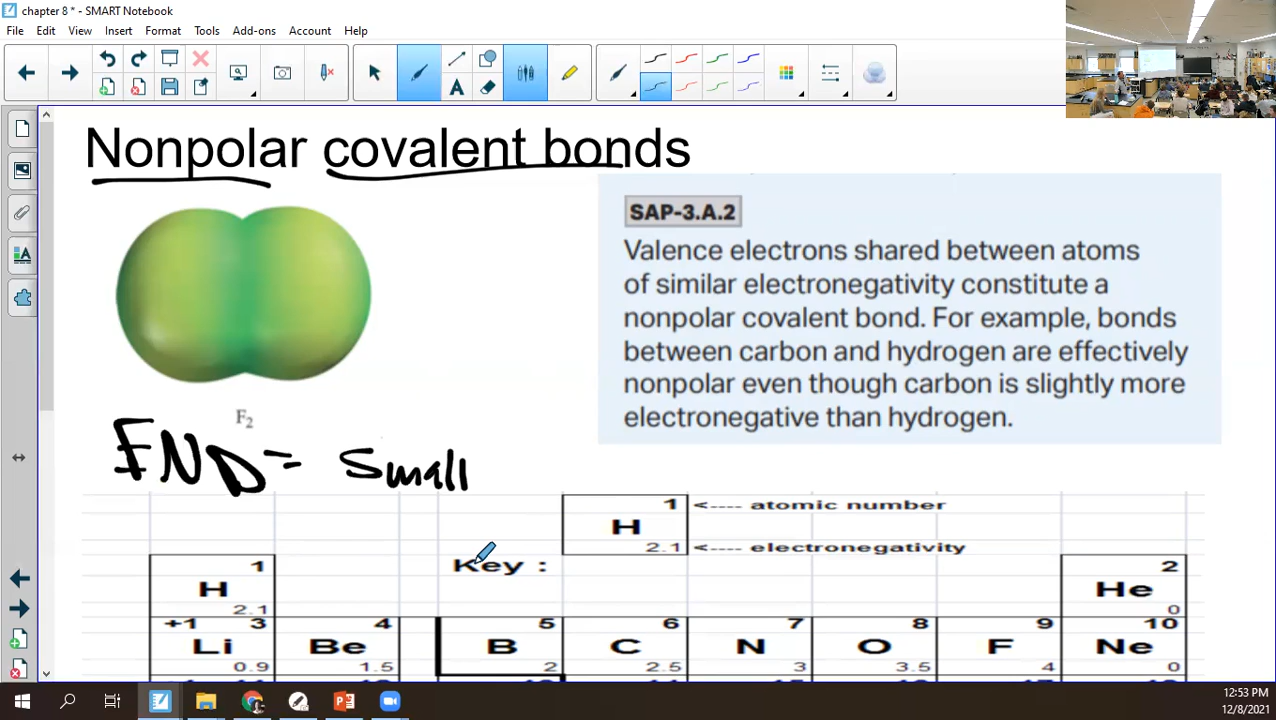 chapter 8 * - SMART Notebook
File Edit View Insert Format Tools Add-ons Account Help
Nonpolar covalent bonds
SAP-3.A.2
Valence electrons shared between atoms
of similar electronegativity constitute a
nonpolar covalent bond. For example, bonds
between carbon and hydrogen are effectively
nonpolar even though carbon is slightly more
electronegative than hydrogen.
F2
END= small
1 <---- atomic number
H
2.1 <---- electronegativity
Key :
1 2
H He
2.1 0
+1 3 4 5 6 7 8 9 10
Li Be B C N O F Ne
0.9 1.5 2 2.5 3 3.5 4 0
12:53 PM
12/8/2021